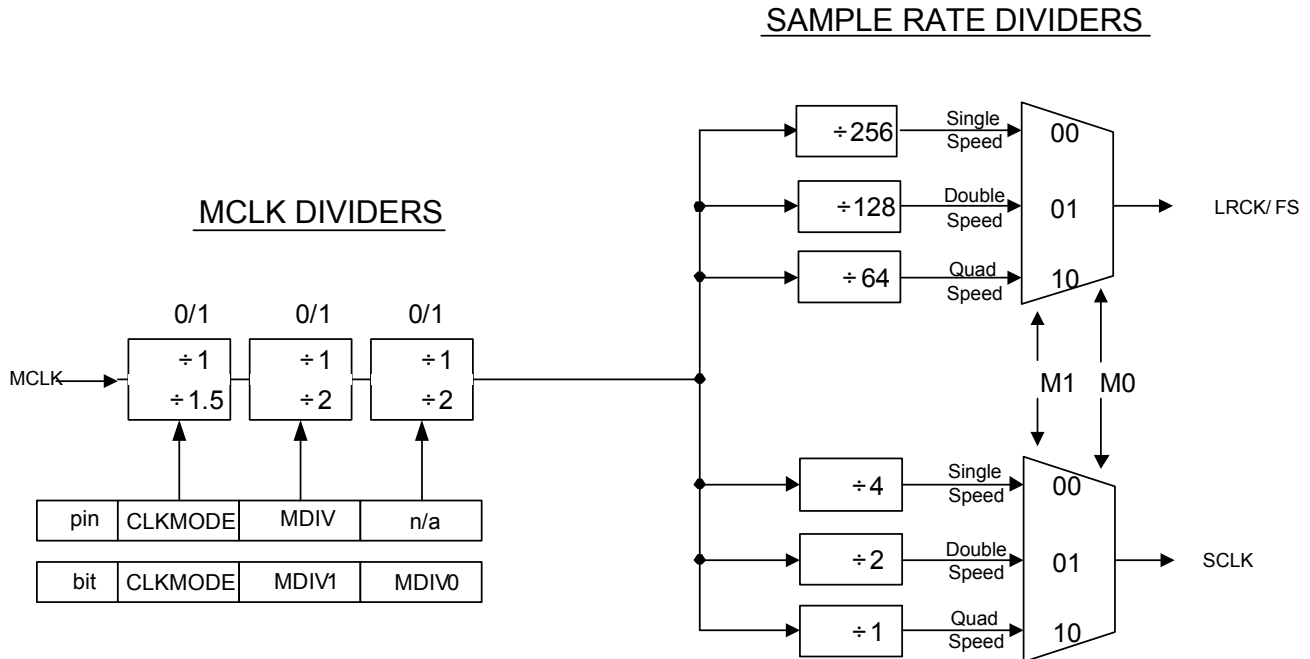 SAMPLE RATE DIVIDERS
MCLK DIVIDERS
0/1 0/1 0/1
MCLK
÷1
÷1.5
÷1
÷2
÷1
÷2
pin CLKMODE MDIV n/a
bit CLKMODE MDIV1 MDIV0
÷256
Single
Speed
00
÷128
Double
Speed
01
÷64
Quad
Speed
10
LRCK/ FS
M1 M0
÷4
Single
Speed
00
÷2
Double
Speed
01
÷1
Quad
Speed
10
SCLK